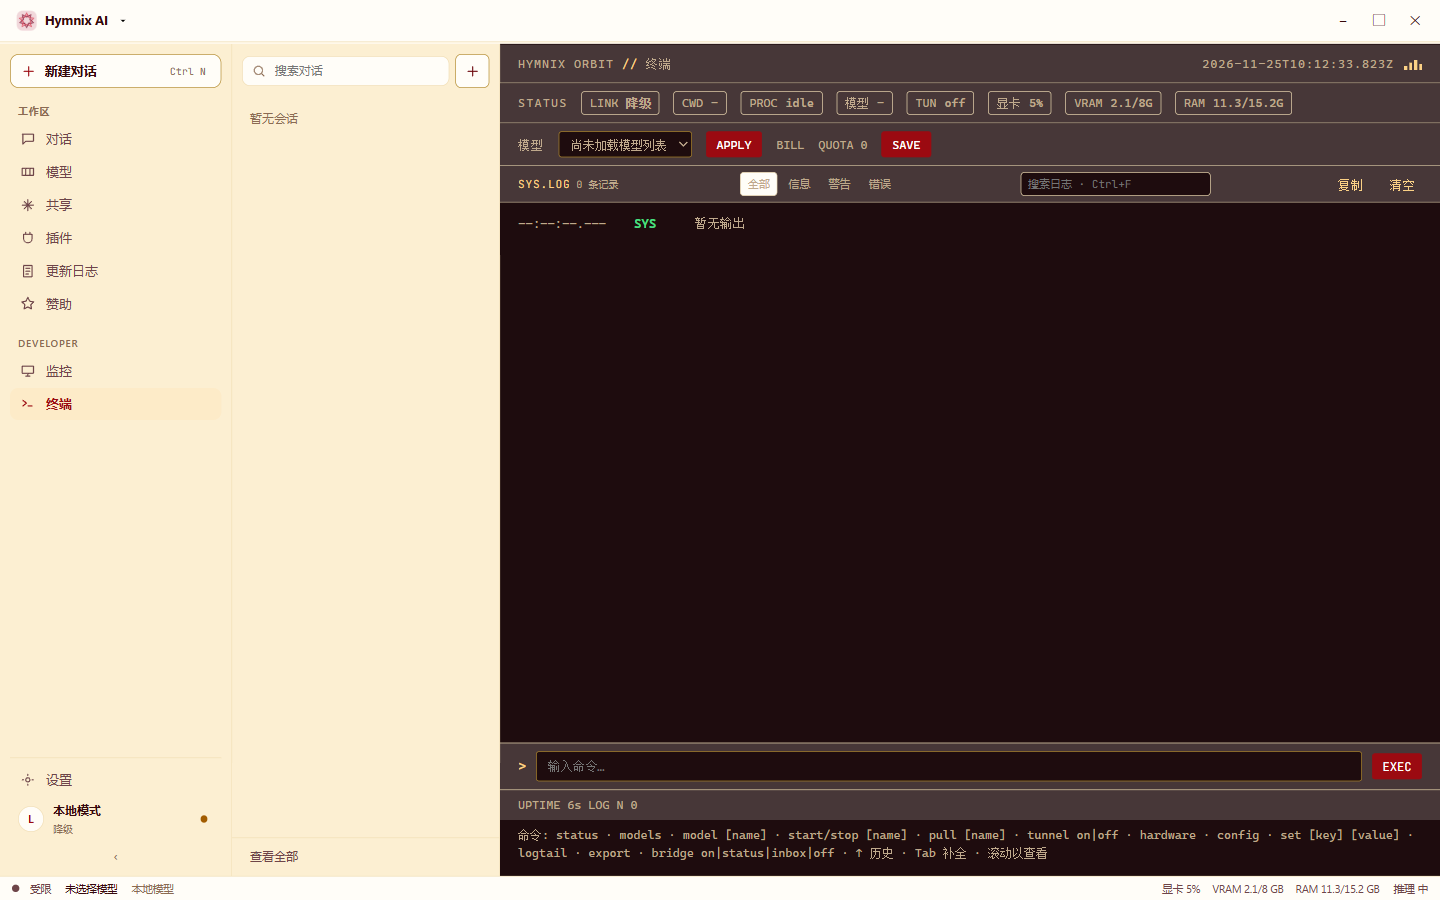 Hymnix AI
新建对话 Ctrl N
工作区
对话
模型
共享
插件
更新日志
赞助
DEVELOPER
监控
终端
设置
L 本地模式
降级
搜索对话
暂无会话
查看全部
HYMNIX ORBIT // 终端 2026-11-25T10:12:33.823Z
STATUS LINK 降级 CWD — PROC idle 模型 — TUN off 显卡 5% VRAM 2.1/8G RAM 11.3/15.2G
模型 尚未加载模型列表 APPLY BILL QUOTA 0 SAVE
SYS.LOG 0 条记录 全部 信息 警告 错误 搜索日志 · Ctrl+F 复制 清空
--:--:--.--- SYS 暂无输出
> 输入命令… EXEC
UPTIME 6s LOG N 0
命令: status · models · model [name] · start/stop [name] · pull [name] · tunnel on|off · hardware · config · set [key] [value] ·
logtail · export · bridge on|status|inbox|off · ↑ 历史 · Tab 补全 · 滚动以查看
受限 未选择模型 本地模型 显卡 5% VRAM 2.1/8 GB RAM 11.3/15.2 GB 推理 中